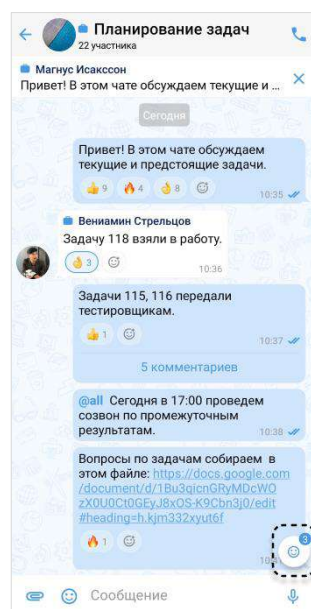 Планирование задач
22 участника
Магнус Исакссон
Привет! В этом чате обсуждаем текущие и ...
Сегодня
Привет! В этом чате обсуждаем
текущие и предстоящие задачи.
9 4 8
10:35
Вениамин Стрельцов
Задачу 118 взяли в работу.
3
10:36
Задачи 115, 116 передали
тестировщикам.
1
10:37
5 комментариев
@all Сегодня в 17:00 проведем
созвон по промежуточным
результатам.
10:38
Вопросы по задачам собираем в
этом файле: https://docs.google.com
/document/d/1Bu3qicnGRyMDcWO
zX0U0Ct0GEyJ8xOS-K9Cbn3j0/edit
#heading=h.kjm332xyut6f
3
1
Сообщение